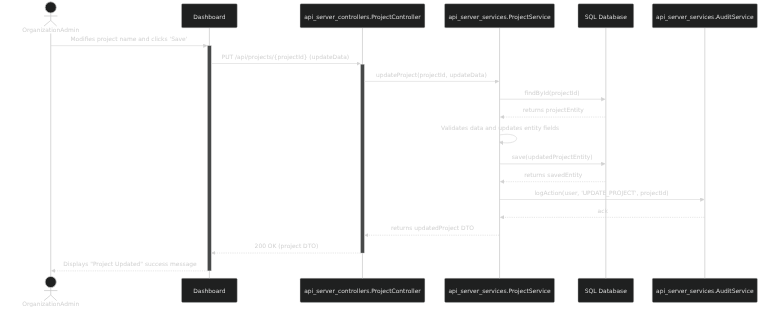 Dashboard
api_server_controllers.ProjectController
api_server_services.ProjectService
SQL Database
api_server_services.AuditService
OrganizationAdmin
Modifies project name and clicks 'Save'
PUT /api/projects/{projectId} (updateData)
updateProject(projectId, updateData)
findById(projectId)
returns projectEntity
Validates data and updates entity fields
save(updatedProjectEntity)
returns savedEntity
logAction(user, 'UPDATE_PROJECT', projectId)
ack
returns updatedProject DTO
200 OK (project DTO)
Displays "Project Updated" success message
Dashboard
api_server_controllers.ProjectController
api_server_services.ProjectService
SQL Database
api_server_services.AuditService
OrganizationAdmin